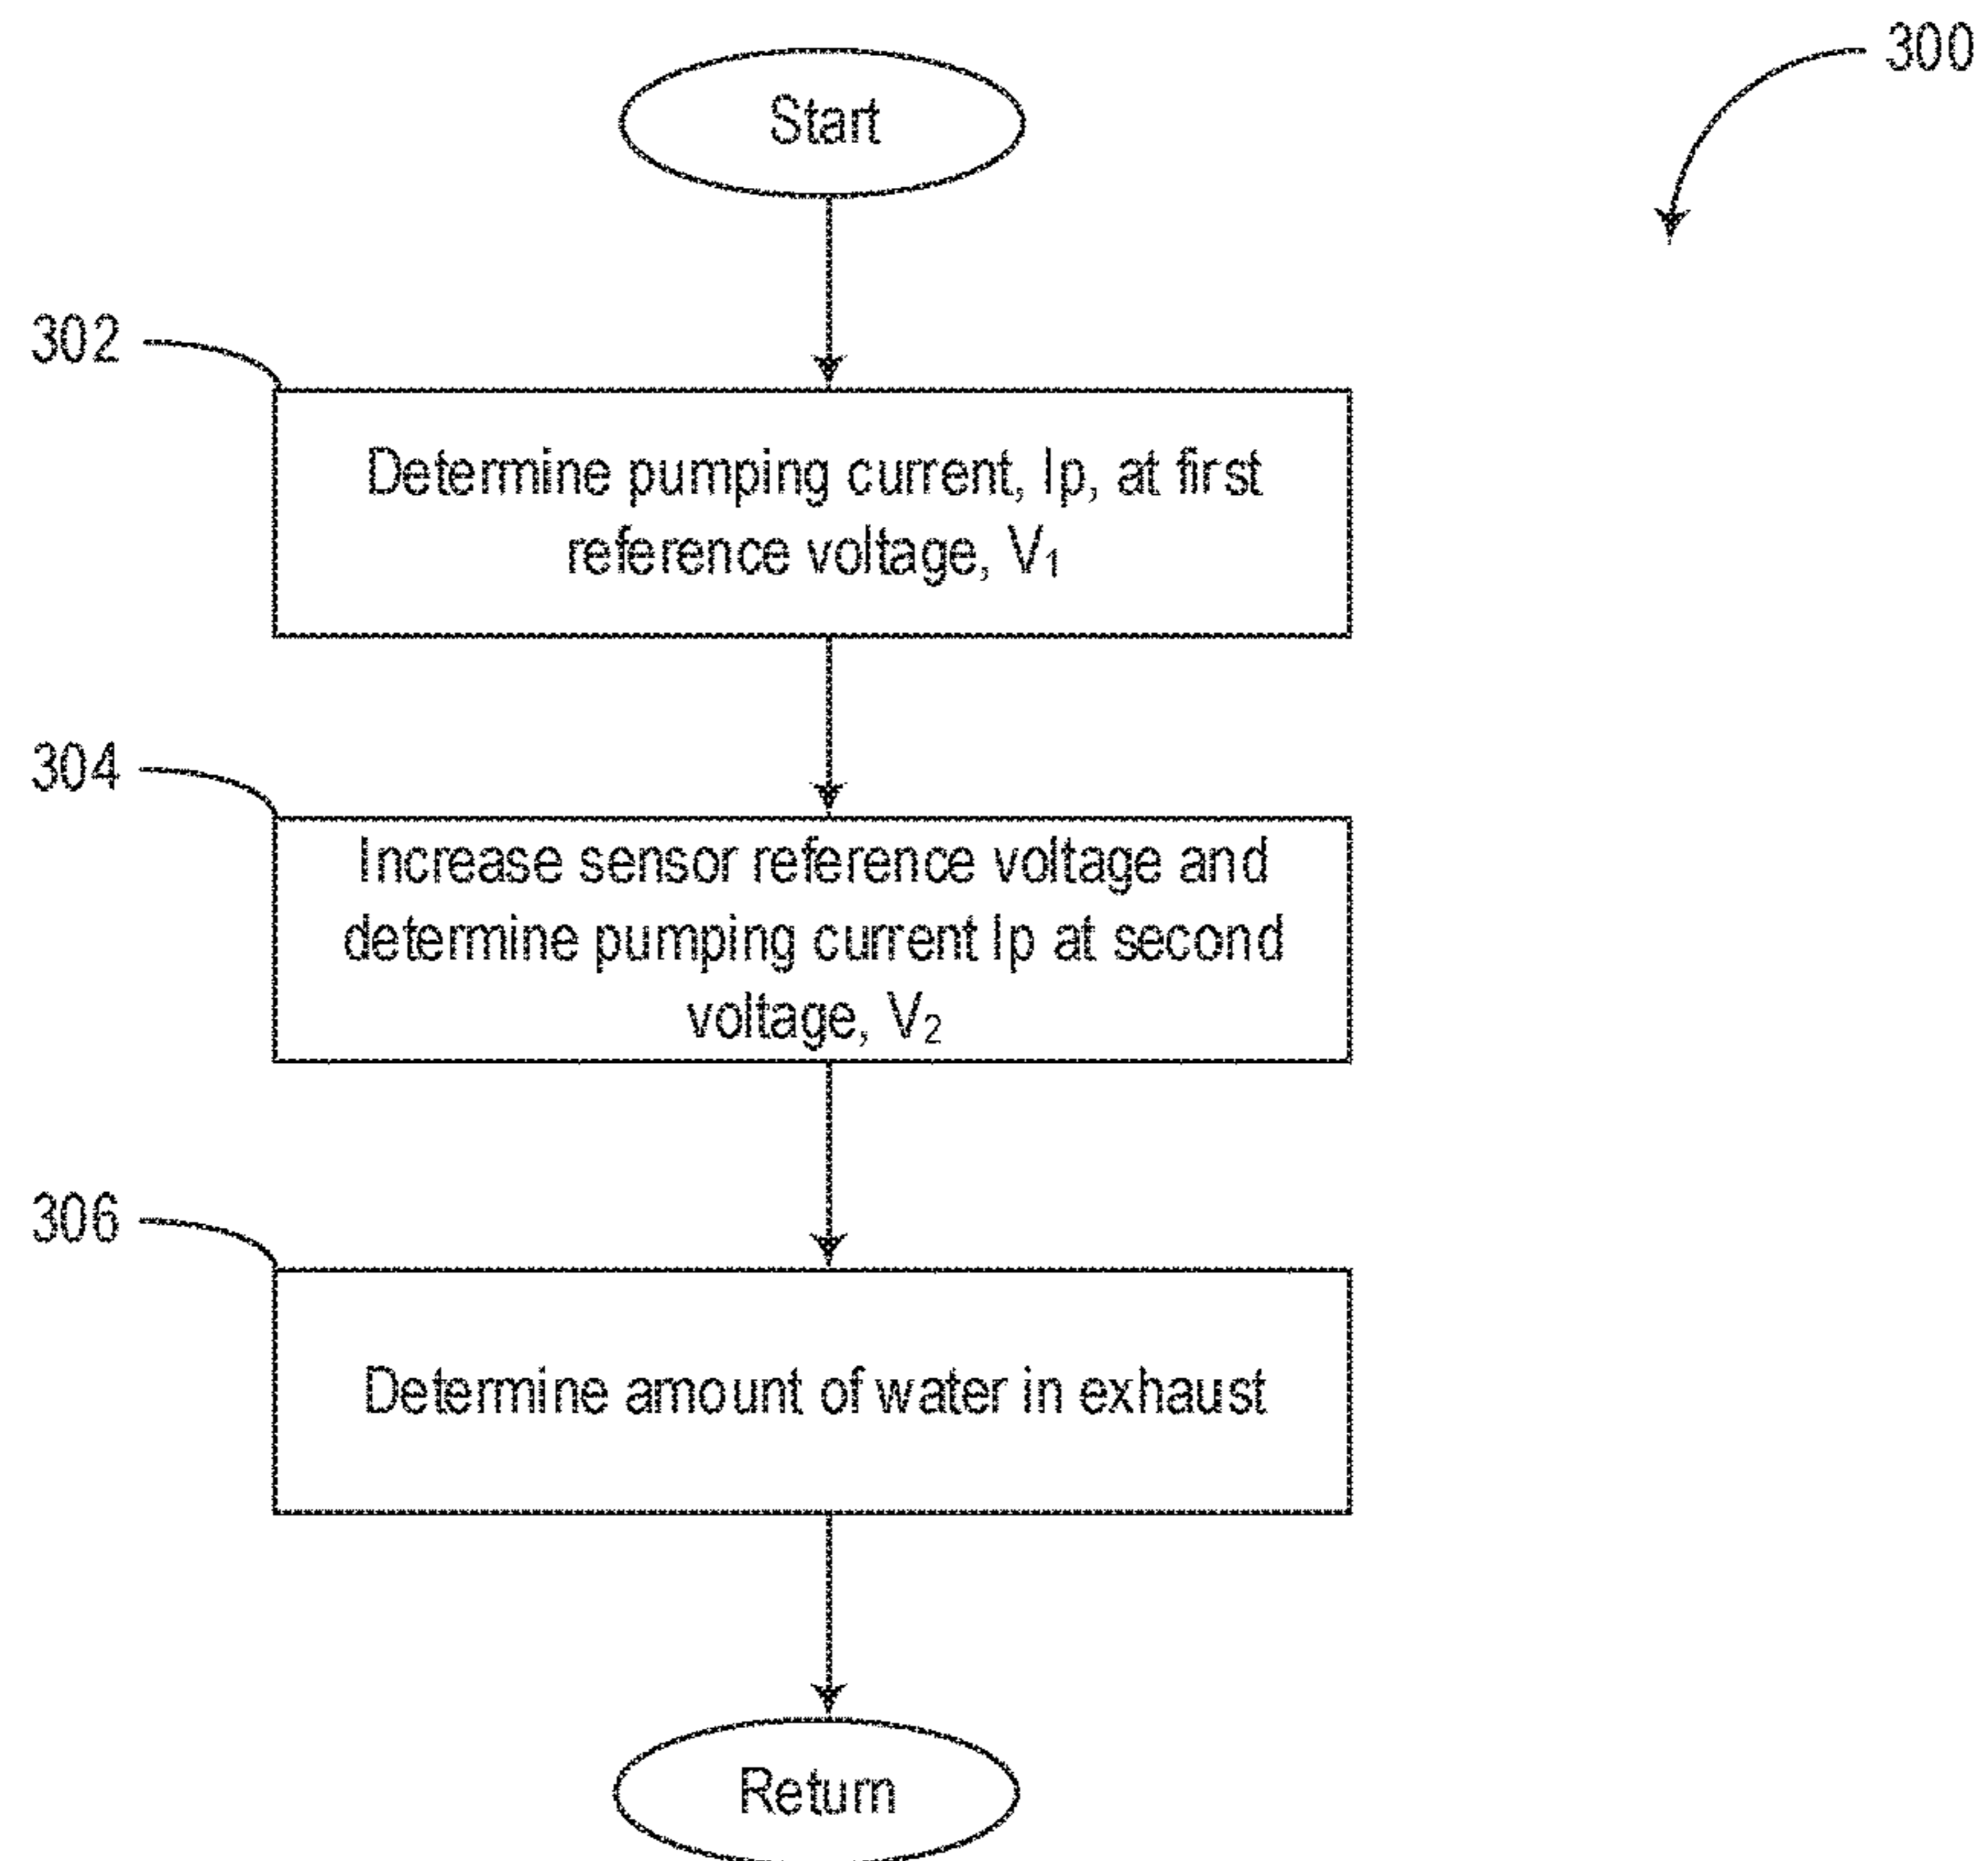 300
Start
302
Determine pumping current, Ip, at first
reference voltage, V₁
304
Increase sensor reference voltage and
determine pumping current Ip at second
voltage, V₂
306
Determine amount of water in exhaust
Return